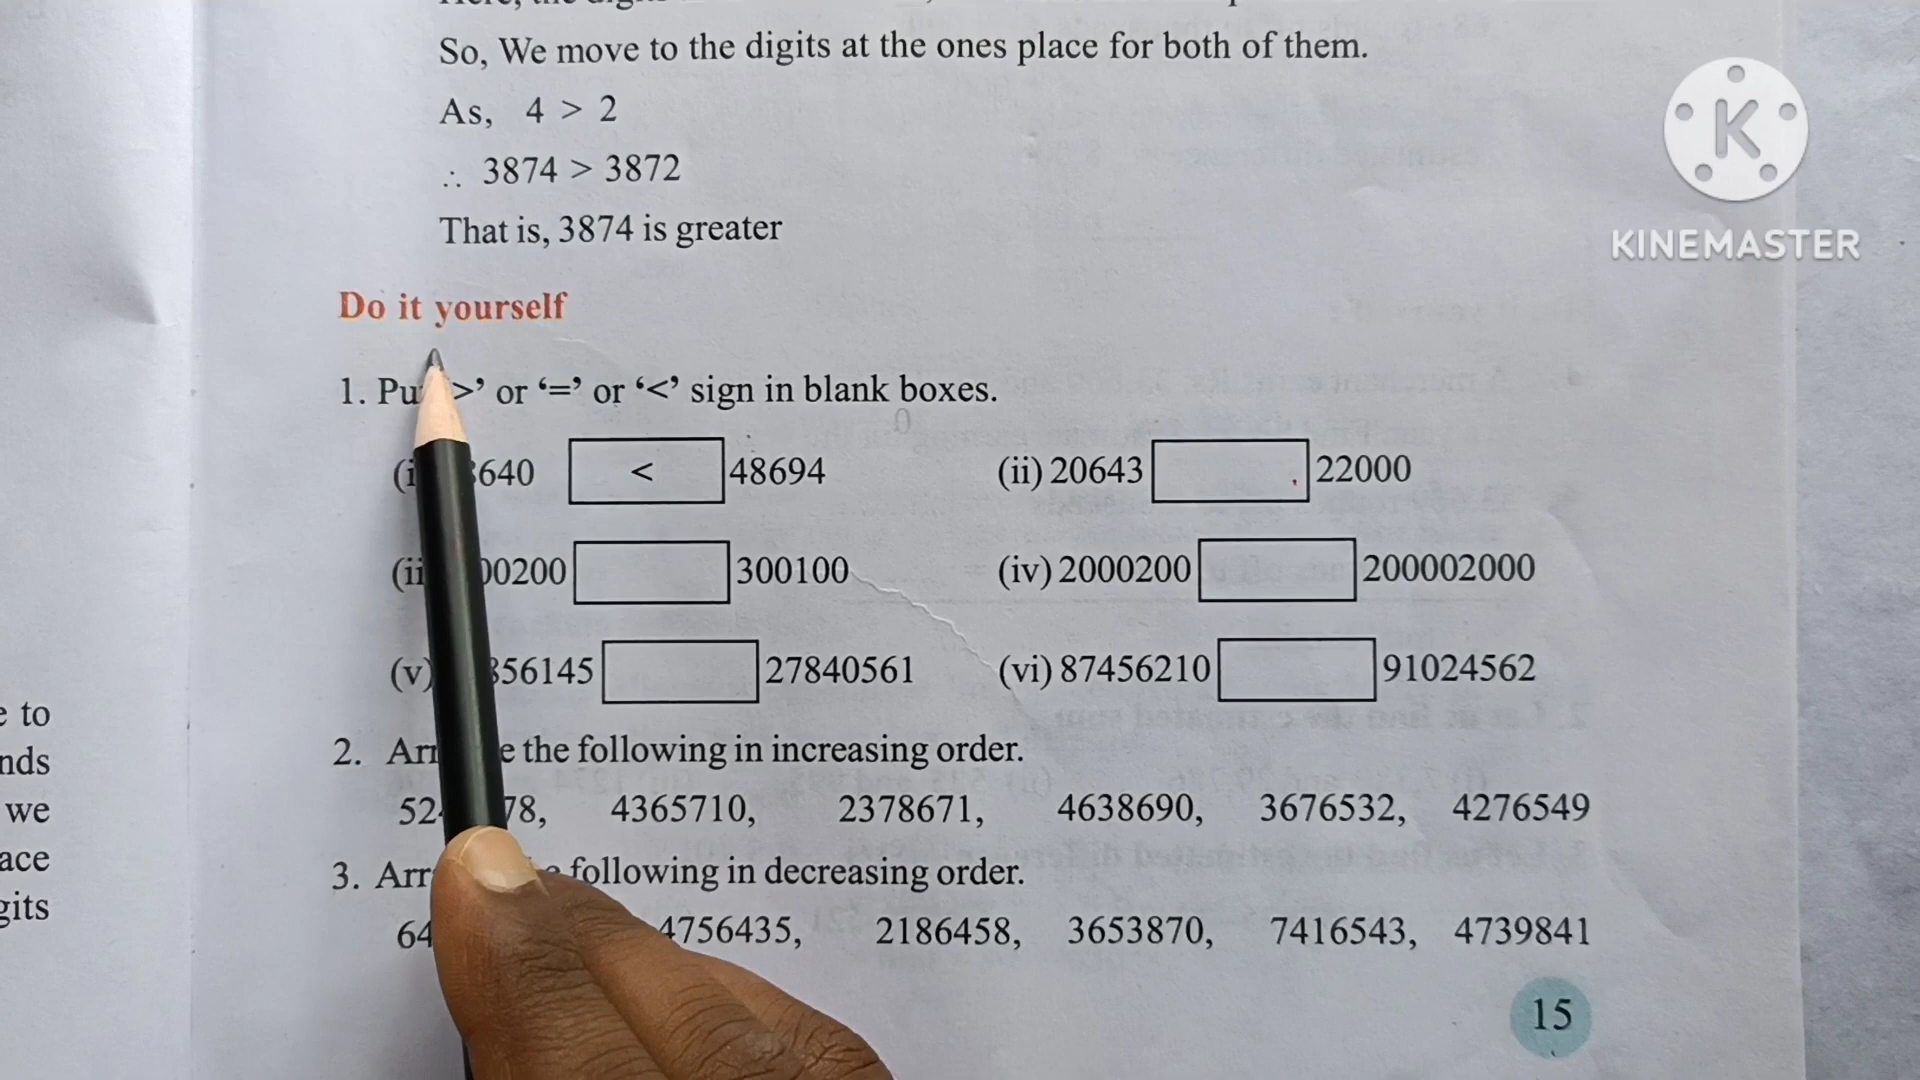 So, We move to the digits at the ones place for both of them.
As, 4 > 2
∴ 3874 > 3872
That is, 3874 is greater
KINEMASTER
Do it yourself
1. Pu >’ or ‘=’ or ‘<’ sign in blank boxes.
(i 640 < 48694 (ii) 20643 22000
(ii 00200 300100 (iv) 2000200 200002000
(v) 856145 27840561 (vi) 87456210 91024562
2. Arr e the following in increasing order.
52 78, 4365710, 2378671, 4638690, 3676532, 4276549
3. Arr following in decreasing order.
64 4756435, 2186458, 3653870, 7416543, 4739841
15
e to
nds
we
ace
gits